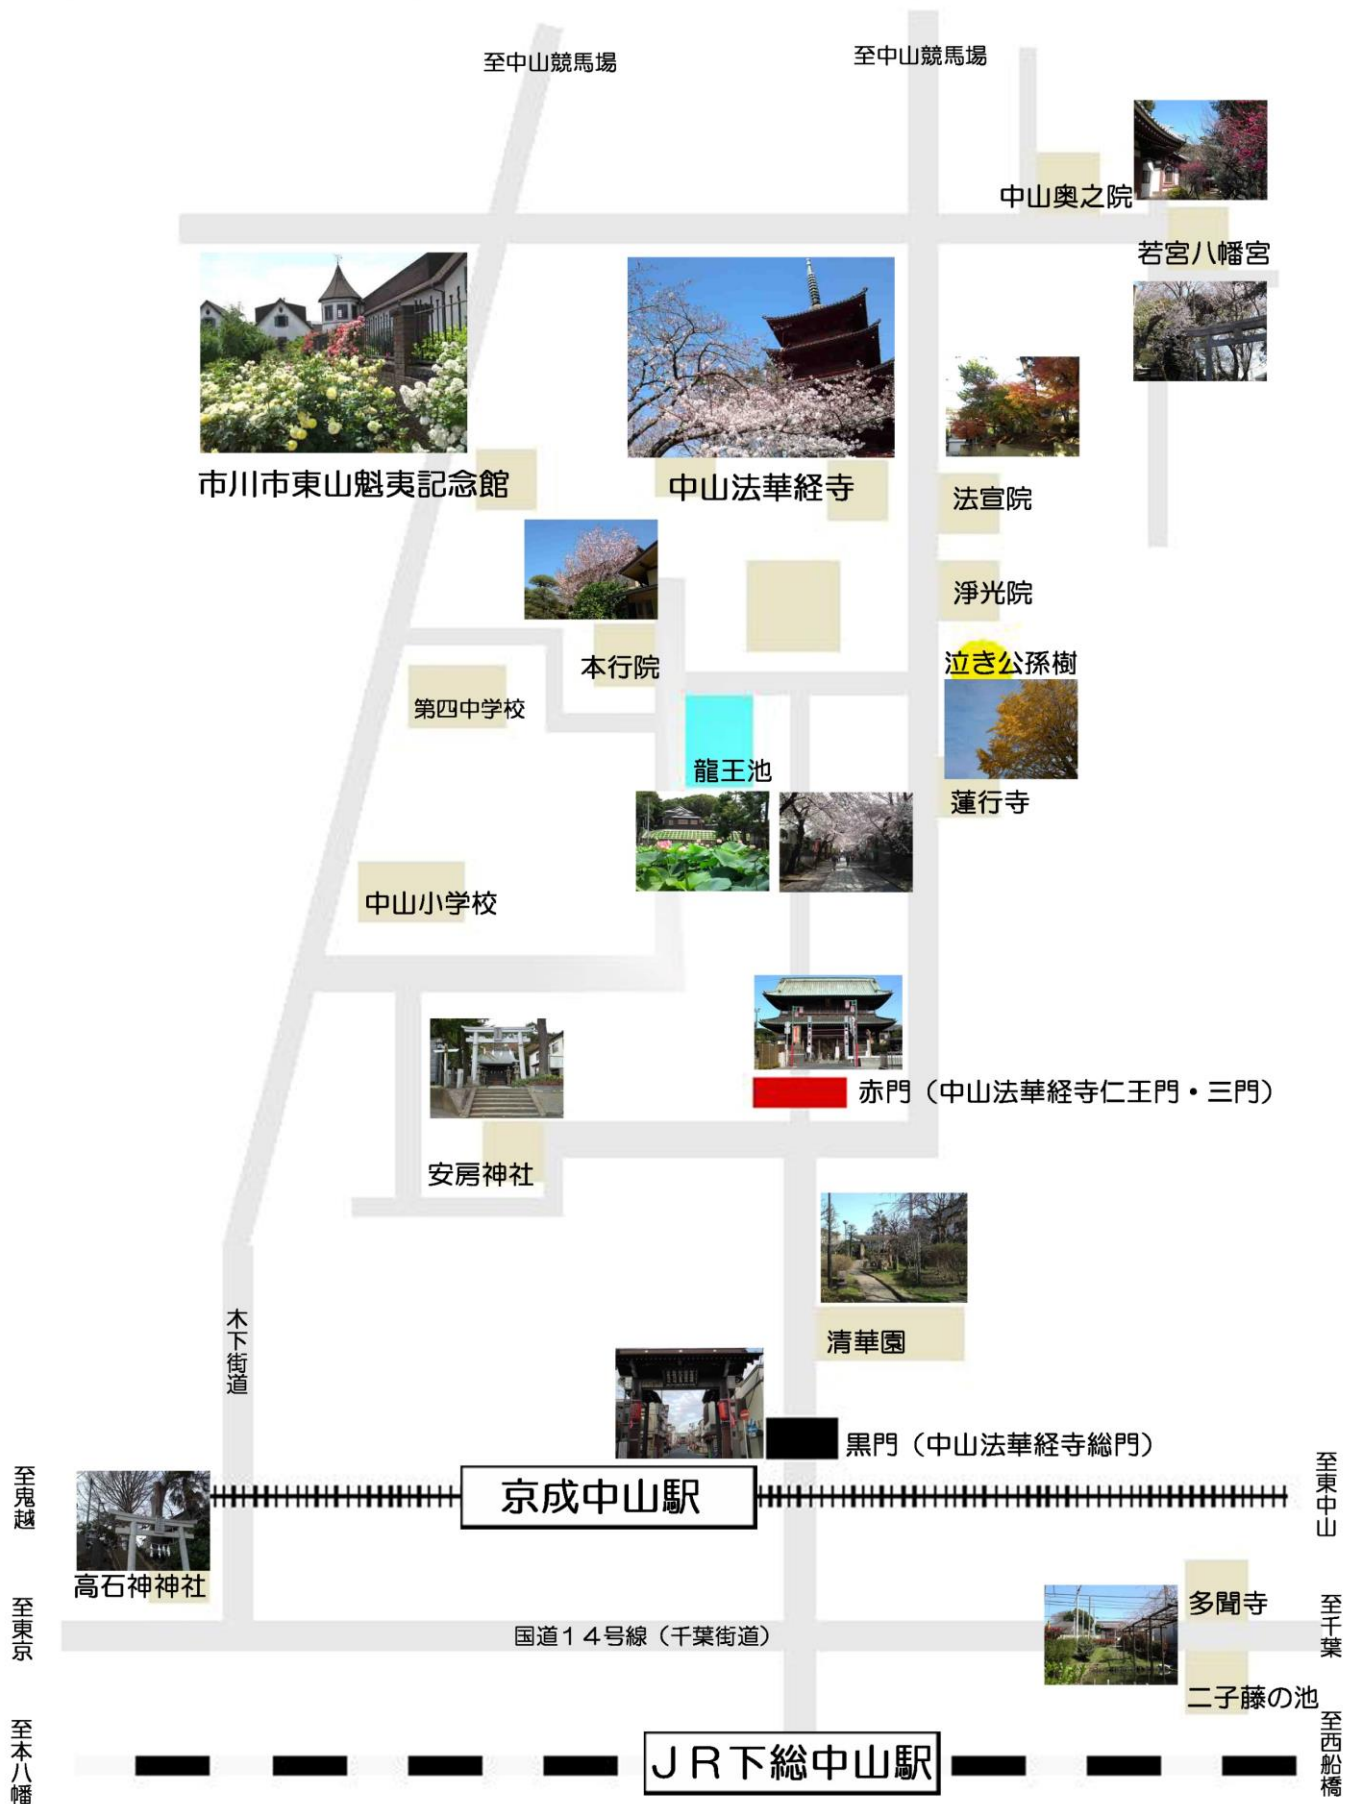 至中山競馬場
至中山競馬場
中山奥之院
若宮八幡宮
市川市東山魁夷記念館
中山法華経寺
法宣院
淨光院
本行院
泣き公孫樹
第四中学校
龍王池
蓮行寺
中山小学校
赤門（中山法華経寺仁王門・三門）
安房神社
清華園
木下街道
黒門（中山法華経寺総門）
至鬼越
京成中山駅
至東中山
高石神神社
多聞寺
至東京
国道１４号線（千葉街道）
至千葉
二子藤の池
至本八幡
ＪＲ下総中山駅
至西船橋